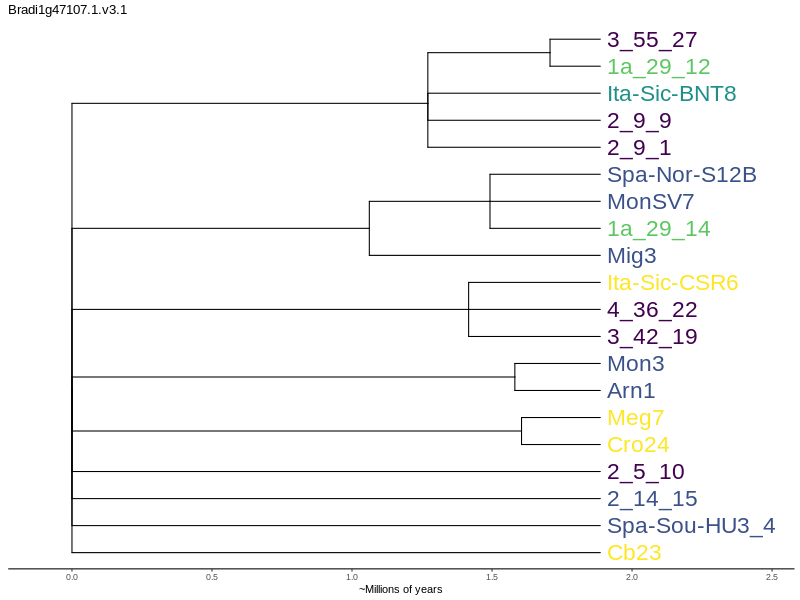 Bradi1g47107.1.v3.1
3_55_27
1a_29_12
Ita-Sic-BNT8
2_9_9
2_9_1
Spa-Nor-S12B
MonSV7
1a_29_14
Mig3
Ita-Sic-CSR6
4_36_22
3_42_19
Mon3
Arn1
Meg7
Cro24
2_5_10
2_14_15
Spa-Sou-HU3_4
Cb23
0.0 0.5 1.0 1.5 2.0 2.5
~Millions of years